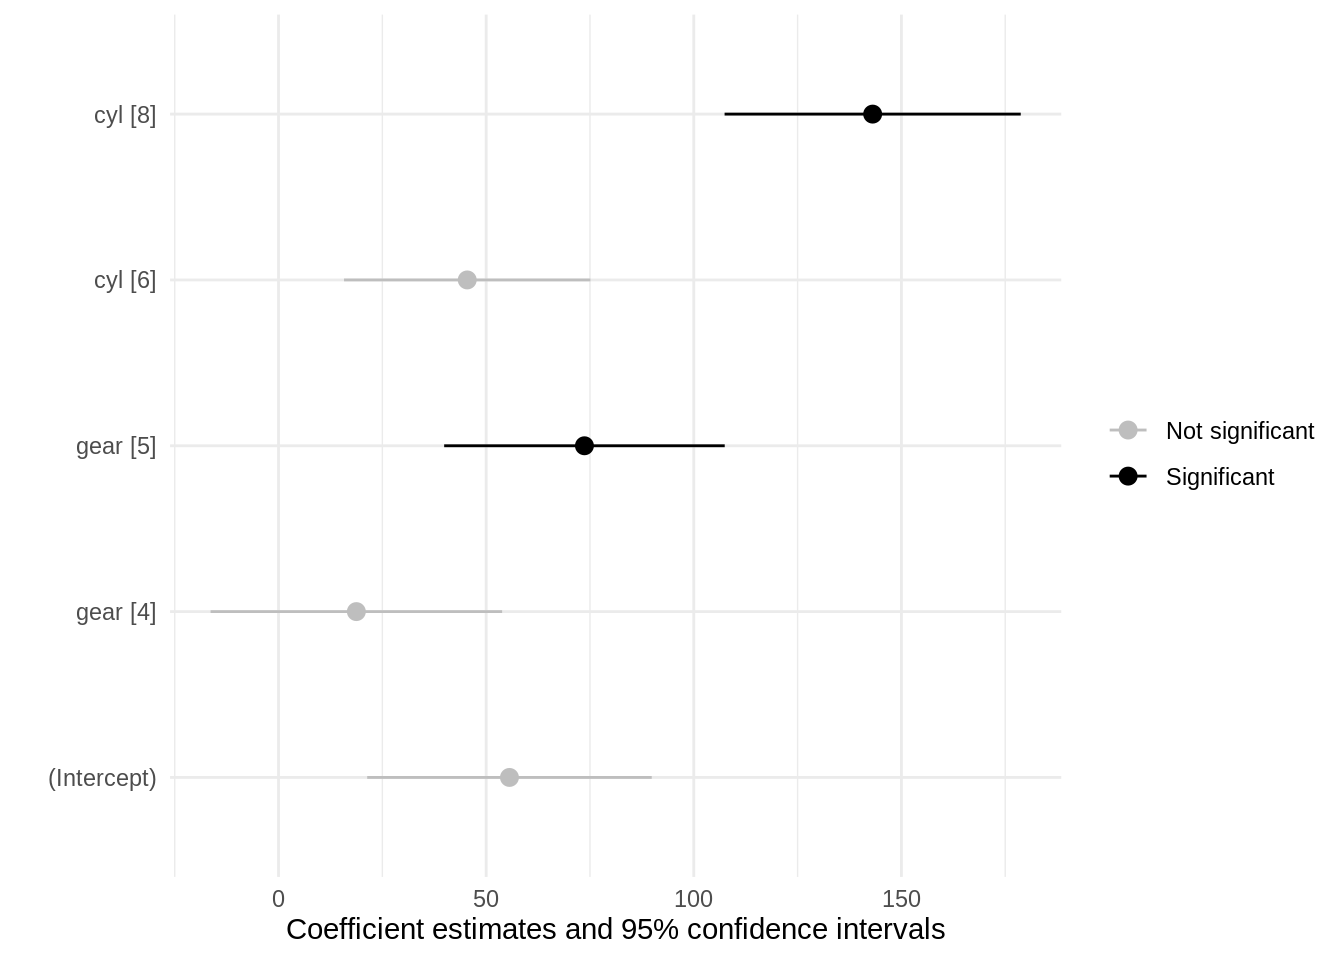 cyl [8]
cyl [6]
gear [5]
gear [4]
(Intercept)
0 50 100 150
Coefficient estimates and 95% confidence intervals
Not significant
Significant